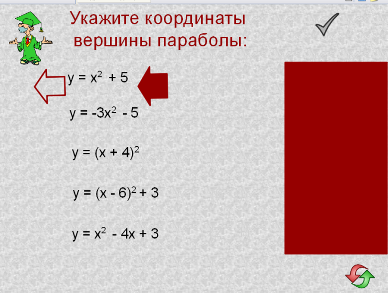 Укажите координаты
вершины параболы:
y = x² + 5
y = -3x² - 5
y = (x + 4)²
y = (x - 6)² + 3
y = x² - 4x + 3